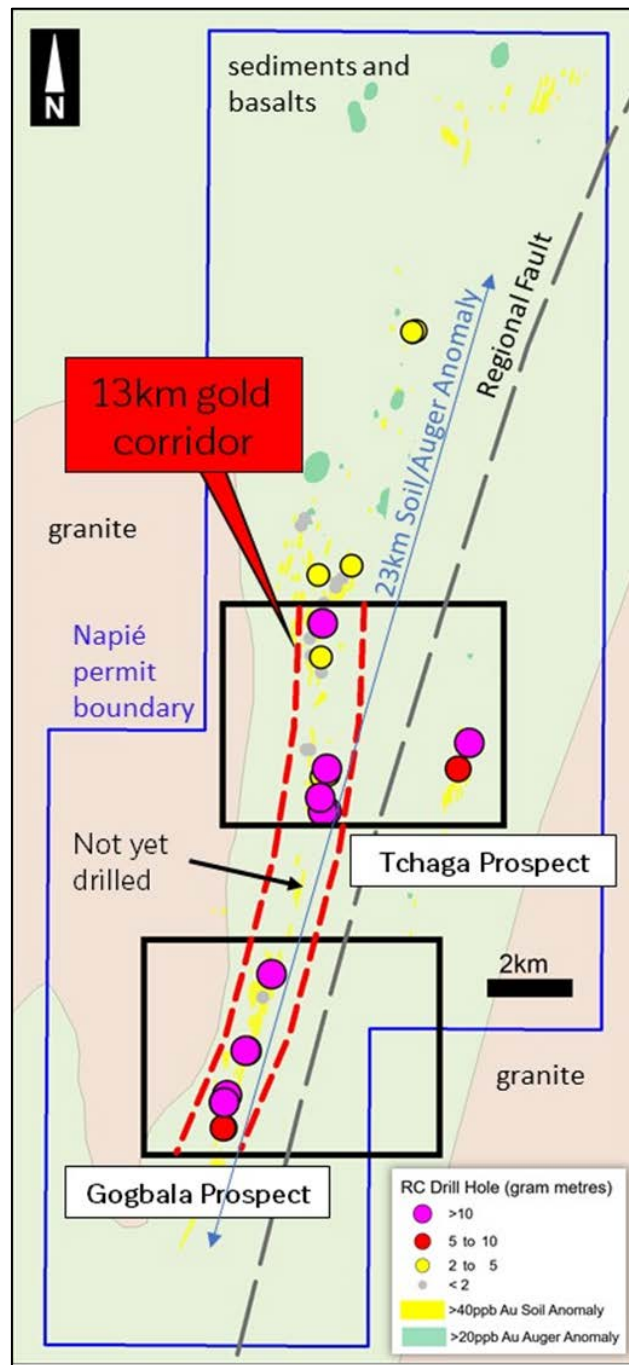 N
sediments and
basalts
Regional Fault
23km Soil/Auger Anomaly
13km gold
corridor
granite
Napié
permit
boundary
Not yet
drilled
Tchaga Prospect
2km
granite
Gogbala Prospect
RC Drill Hole (gram metres)
>10
5 to 10
2 to 5
< 2
>40ppb Au Soil Anomaly
>20ppb Au Auger Anomaly